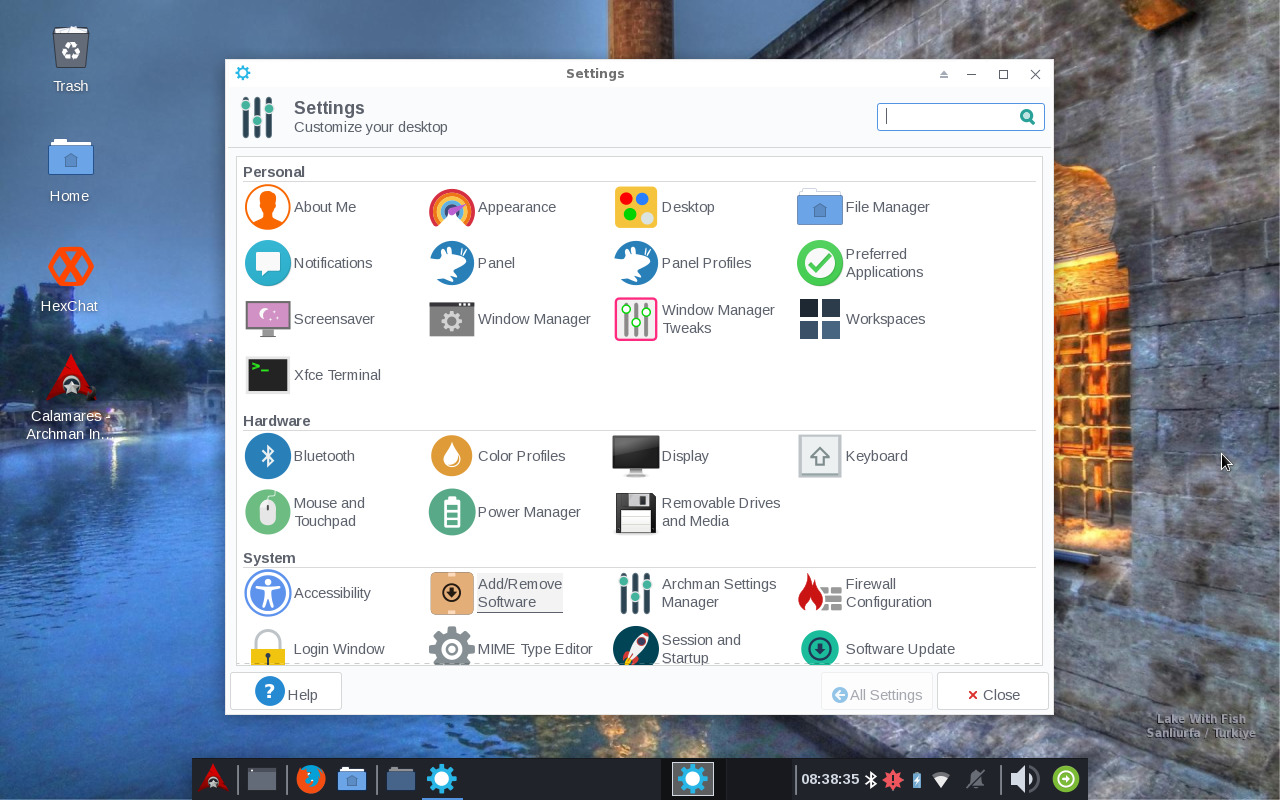 Trash
Home
HexChat
Calamares -
Archman In...
Settings
Settings
Customize your desktop
Personal
About Me
Appearance
Desktop
File Manager
Notifications
Panel
Panel Profiles
Preferred
Applications
Screensaver
Window Manager
Window Manager
Tweaks
Workspaces
>_
Xfce Terminal
Hardware
Bluetooth
Color Profiles
Display
Keyboard
Mouse and
Touchpad
Power Manager
Removable Drives
and Media
System
Accessibility
Add/Remove
Software
Archman Settings
Manager
Firewall
Configuration
Login Window
MIME Type Editor
Session and
Startup
Software Update
? Help
All Settings
Close
Lake With Fish
Sanliurfa / Turkiye
08:38:35